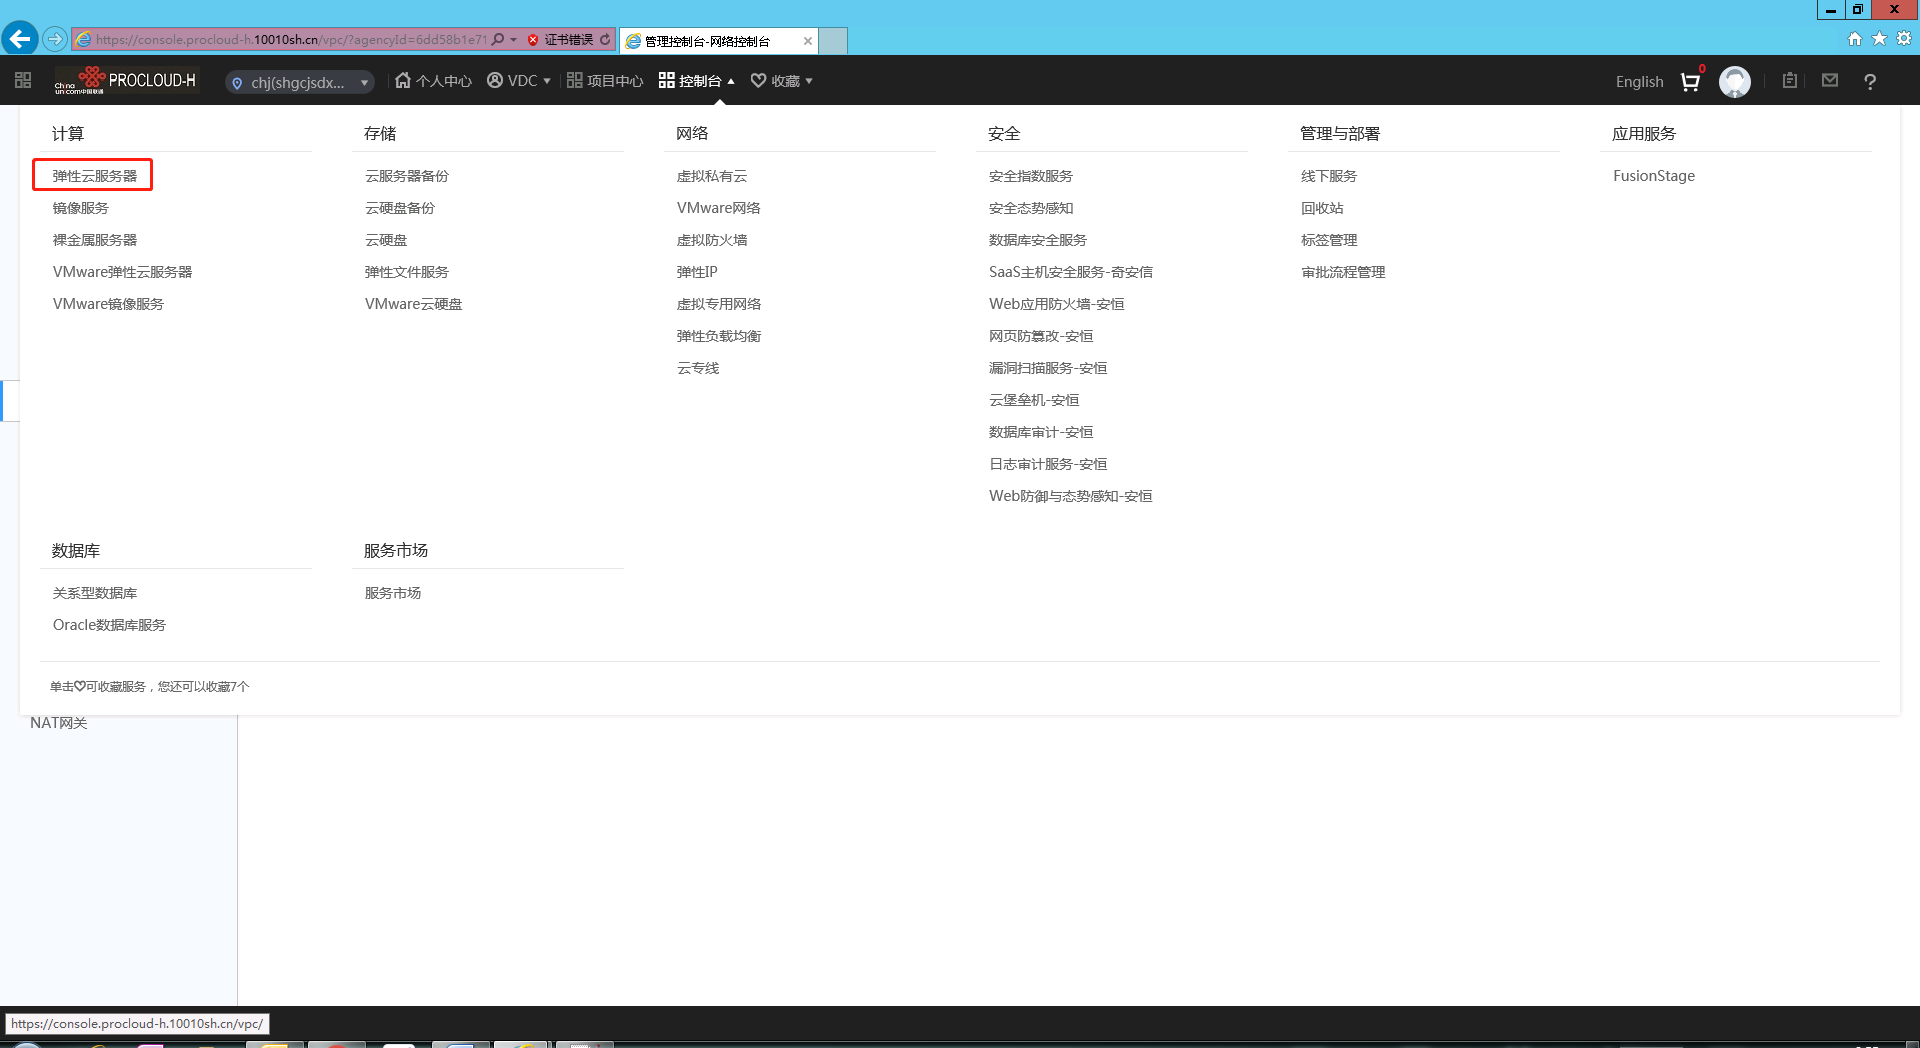 https://console.procloud-h.10010sh.cn/vpc/?agencyId=6dd58b1e71
证书错误
管理控制台-网络控制台
China
unicom中国联通
PROCLOUD-H
chj(shgcjsdx...
个人中心
VDC
项目中心
控制台
收藏
English
0
计算
弹性云服务器
镜像服务
裸金属服务器
VMware弹性云服务器
VMware镜像服务
存储
云服务器备份
云硬盘备份
云硬盘
弹性文件服务
VMware云硬盘
网络
虚拟私有云
VMware网络
虚拟防火墙
弹性IP
虚拟专用网络
弹性负载均衡
云专线
安全
安全指数服务
安全态势感知
数据库安全服务
SaaS主机安全服务-奇安信
Web应用防火墙-安恒
网页防篡改-安恒
漏洞扫描服务-安恒
云堡垒机-安恒
数据库审计-安恒
日志审计服务-安恒
Web防御与态势感知-安恒
管理与部署
线下服务
回收站
标签管理
审批流程管理
应用服务
FusionStage
数据库
关系型数据库
Oracle数据库服务
服务市场
服务市场
单击♡可收藏服务，您还可以收藏7个
NAT网关
https://console.procloud-h.10010sh.cn/vpc/